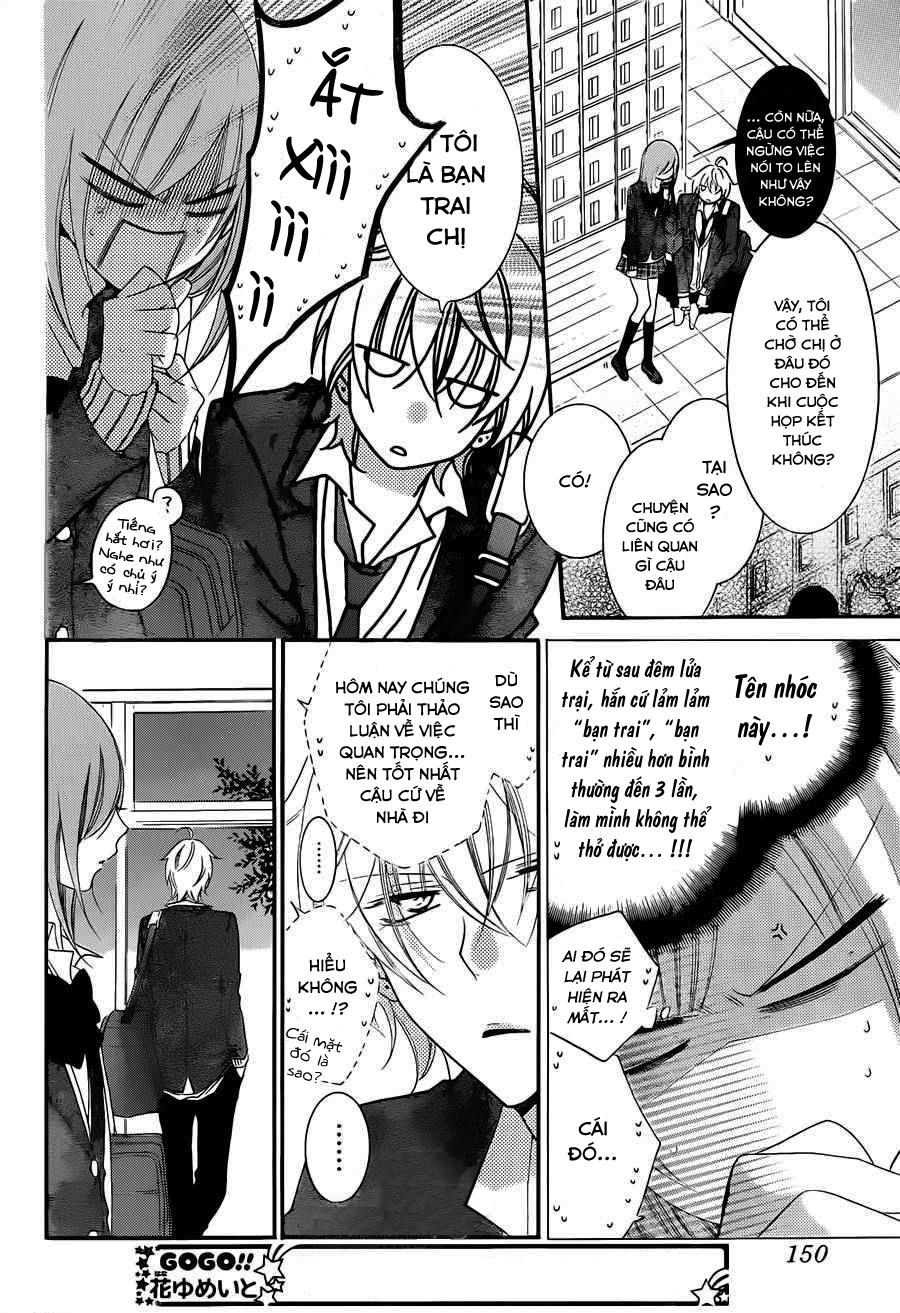 ... CÒN NỮA,
CẬU CÓ THỂ
NGỪNG VIỆC
NÓI TO LÊN
NHƯ VẬY
KHÔNG?
VẬY, TÔI
CÓ THỂ
CHỜ CHỊ Ở
ĐÂU ĐÓ
CHO ĐẾN
KHI CUỘC
HỌP KẾT
THÚC
KHÔNG?
TẠI
SAO
?
CHUYỆN
CŨNG CÓ
LIÊN QUAN
GÌ CẬU
ĐÂU
CÓ!
TÔI
LÀ BẠN
TRAI
CHỊ
ẮT
XÌII
ÌII
II
?
Tiếng
hắt hơi?
Nghe như
có chủ ý
ý nhỉ?
Tên nhóc
này...!
Kể từ sau đêm lửa
trại, hắn cứ lảm lảm
“bạn trai”, “bạn
trai” nhiều hơn bình
thường đến 3 lần,
làm mình không thể
thở được... !!!
AI ĐÓ SẼ
LẠI PHÁT
HIỆN RA
MẤT... !
CÁI
ĐÓ...
DÙ
SAO
THÌ
HÔM NAY CHÚNG
TÔI PHẢI THẢO
LUẬN VỀ VIỆC
QUAN TRỌNG...
NÊN TỐT NHẤT
CẬU CỨ VỀ
NHÀ ĐI
......
HIỂU
KHÔNG
... !?
Cái mặt
đó là
sao?
......
150
GOGO!!
花ゆめいと